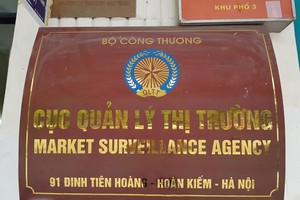 KHU PHỐ 3
BỘ CÔNG THƯƠNG
QLTT
CỤC QUẢN LÝ THỊ TRƯỜNG
MARKET SURVEILLANCE AGENCY
91 ĐINH TIÊN HOÀNG - HOÀN KIẾM - HÀ NỘI